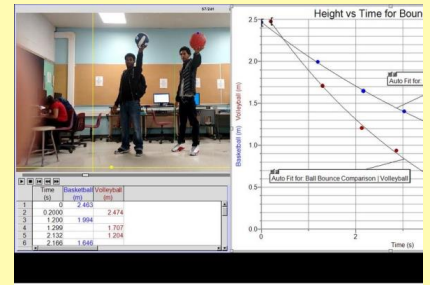 Height vs Time for Boun
2.5
2.0
1.5
1.0
0.5
0
0
2
Basketball (m)
Volleyball (m)
Auto Fit for:
Auto Fit for: Ball Bounce Comparison | Volleyball
Time (s)
Time Basketball Volleyball
(s) (m) (m)
1 0 2.463
2 0.2000 2.474
3 1.200 1.994
4 1.299 1.707
5 2.132 1.204
6 2.166 1.646